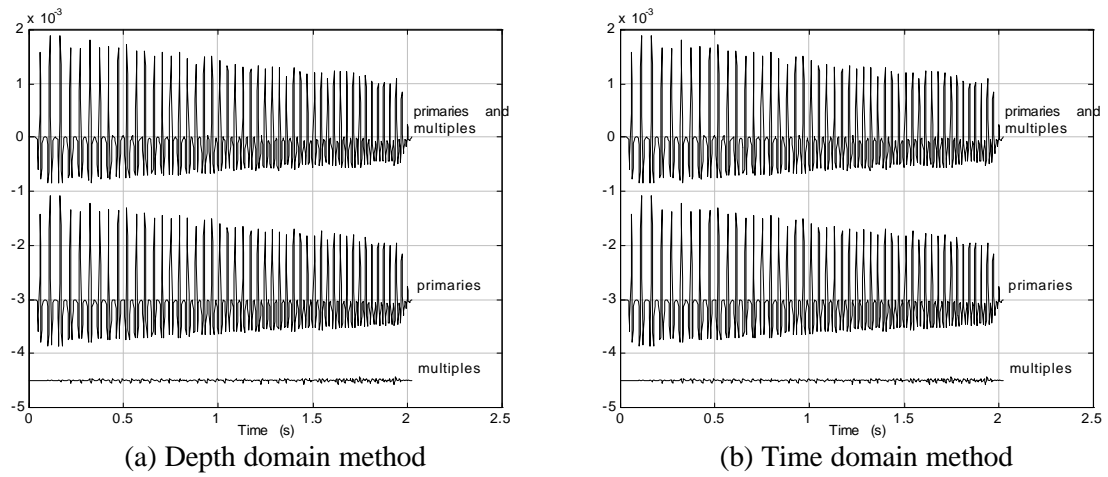 x 10-3
2
1
0
-1
-2
-3
-4
-5
primaries and
multiples
primaries
multiples
0 0.5 1 1.5 2 2.5
Time (s)
(a) Depth domain method
x 10-3
2
1
0
-1
-2
-3
-4
-5
primaries and
multiples
primaries
multiples
0 0.5 1 1.5 2 2.5
Time (s)
(b) Time domain method